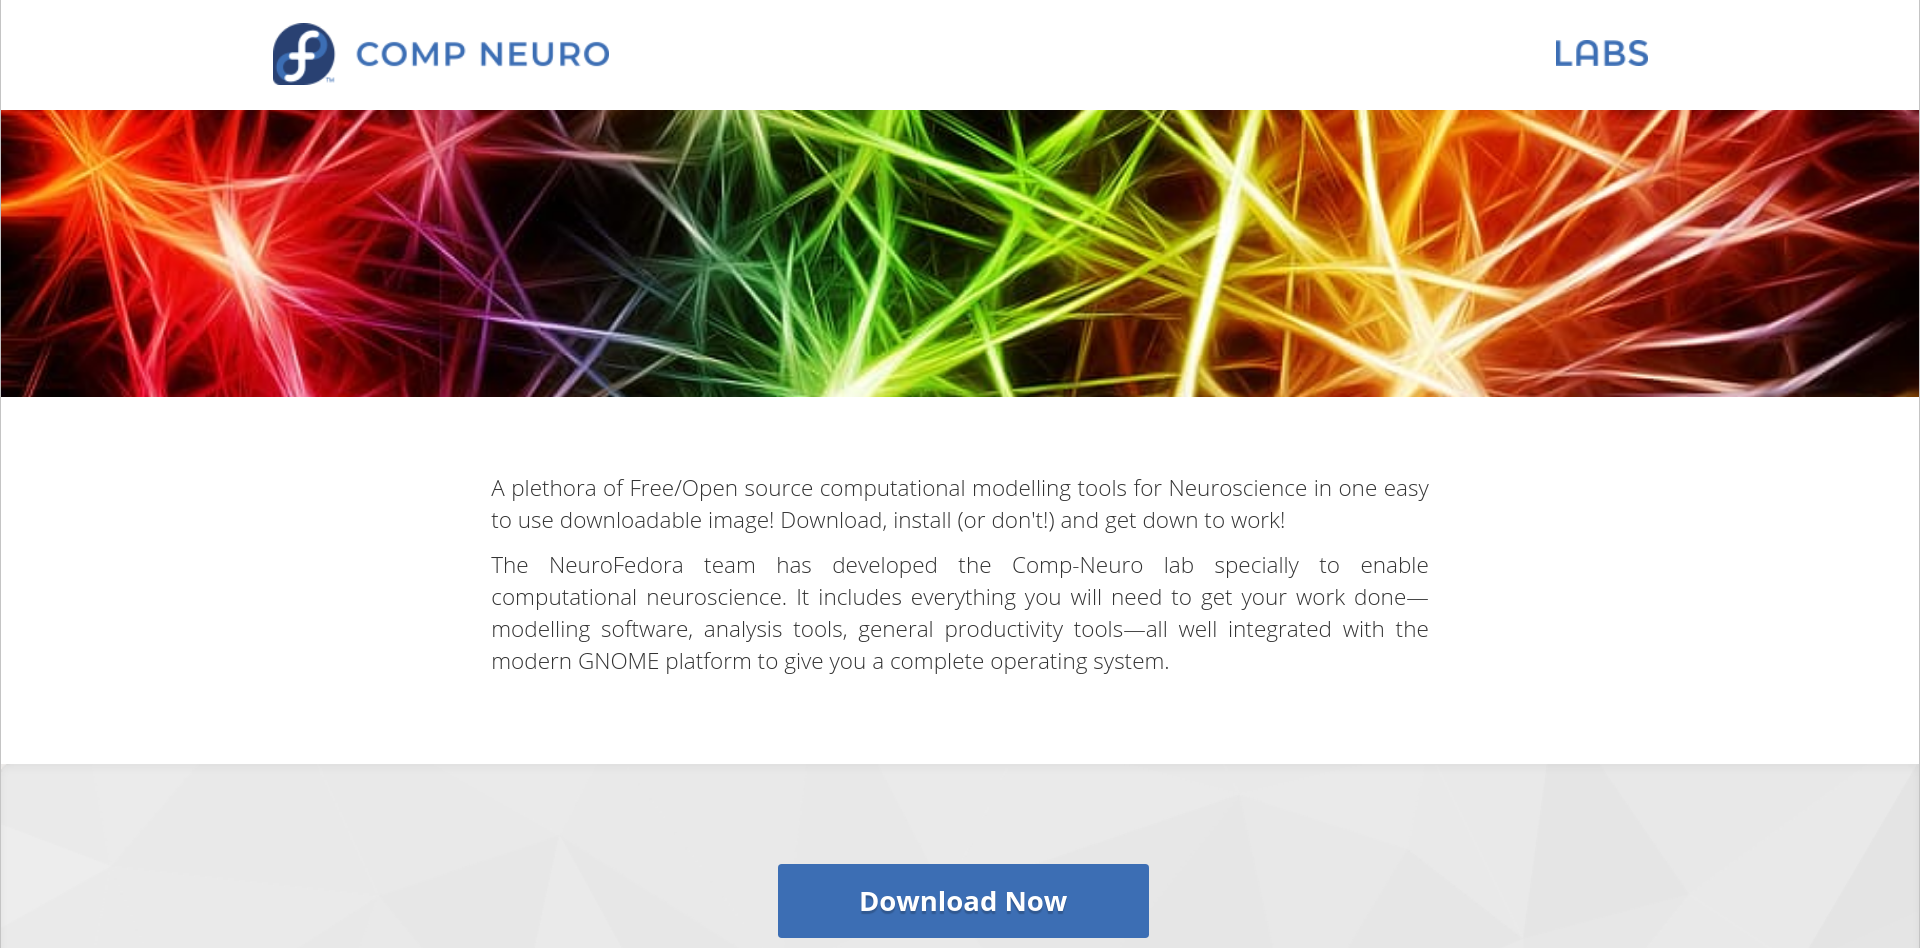 COMP NEURO
LABS
A plethora of Free/Open source computational modelling tools for Neuroscience in one easy
to use downloadable image! Download, install (or don't!) and get down to work!
The NeuroFedora team has developed the Comp-Neuro lab specially to enable
computational neuroscience. It includes everything you will need to get your work done—
modelling software, analysis tools, general productivity tools—all well integrated with the
modern GNOME platform to give you a complete operating system.
Download Now